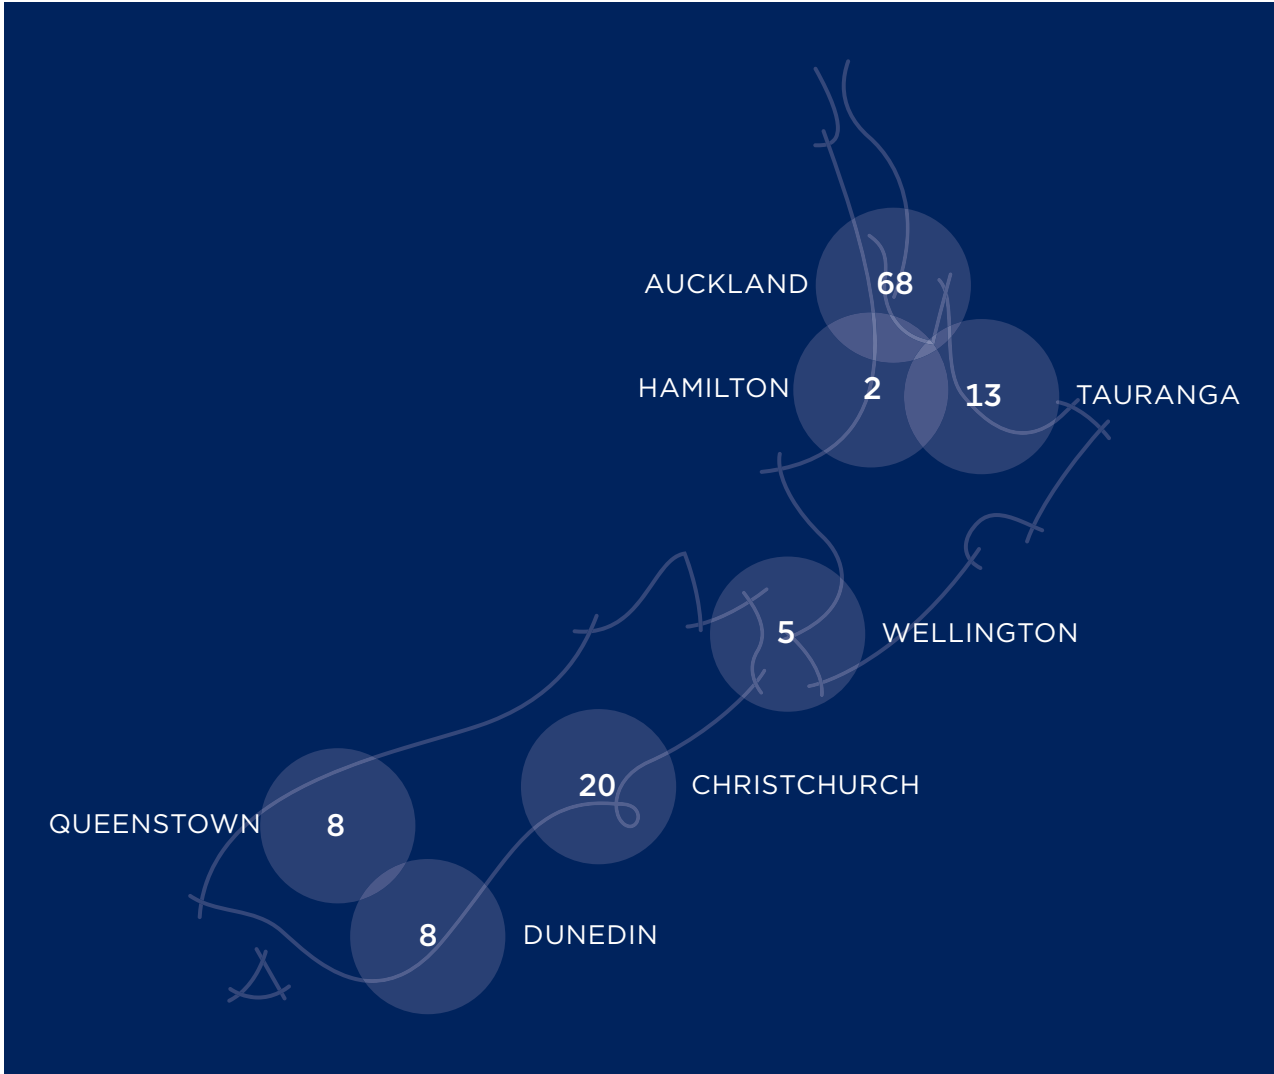 AUCKLAND 68
HAMILTON 2
13 TAURANGA
5 WELLINGTON
20 CHRISTCHURCH
QUEENSTOWN 8
8 DUNEDIN